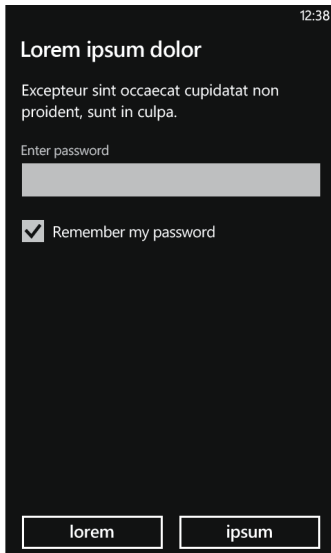 12:38
Lorem ipsum dolor
Excepteur sint occaecat cupidatat non
proident, sunt in culpa.
Enter password
Remember my password
lorem ipsum